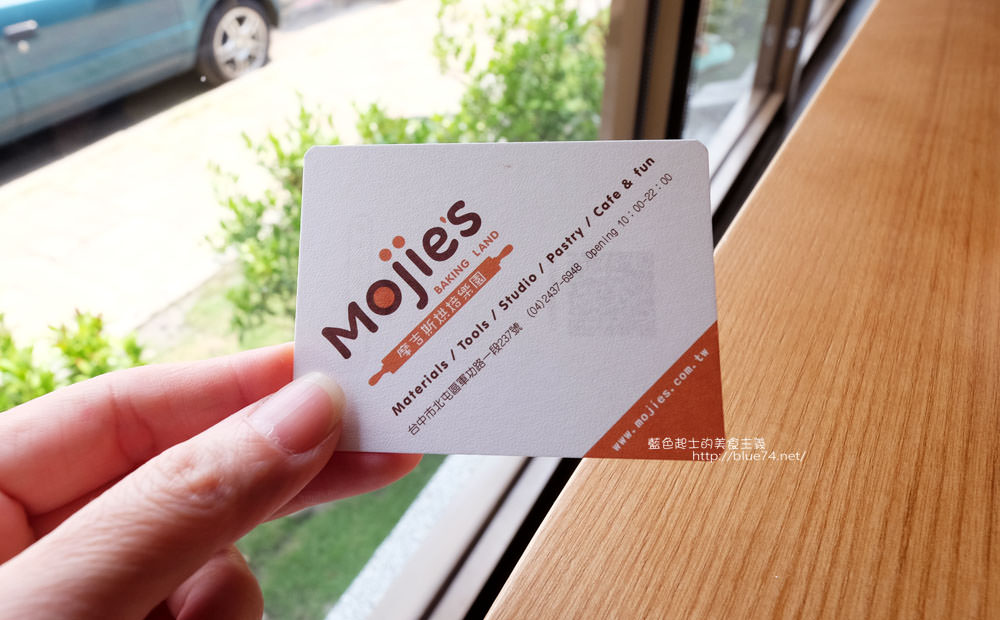 Mojie's
BAKING LAND
摩吉斯烘焙樂園
Materials / Tools / Studio / Pastry / Cafe & fun
台中市北屯區軍功路一段237號 (04)2437-6948 Opening 10：00-22：00
www.mojies.com.tw
藍色起士的美食主義
http://blue74.net/